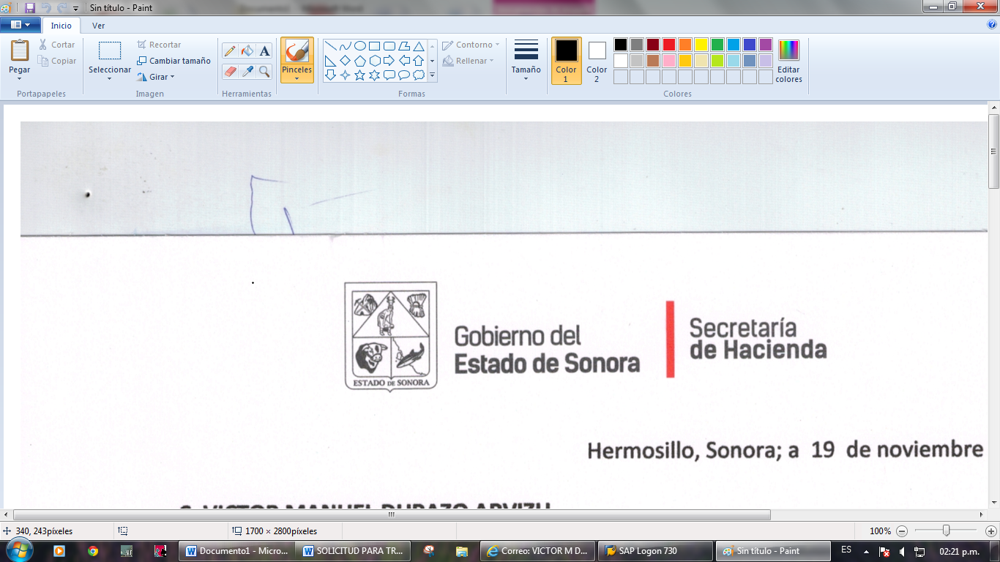 Sin título - Paint
Inicio
Ver
Pegar
Cortar
Copiar
Portapapeles
Seleccionar
Recortar
Cambiar tamaño
Girar
Imagen
A
Herramientas
Pinceles
Contorno
Rellenar
Formas
Tamaño
Color
1
Color
2
Editar
colores
Colores
ESTADO DE SONORA
Gobierno del
Estado de Sonora
Secretaría
de Hacienda
Hermosillo, Sonora; a 19 de noviembre
C. VICTOR MANUEL DURAZO ARVIZU
340, 243píxeles
1700 × 2800píxeles
100%
Documento1 - Micro...
SOLICITUD PARA TR...
Correo: VICTOR M D...
SAP Logon 730
Sin título - Paint
ES
02:21 p.m.